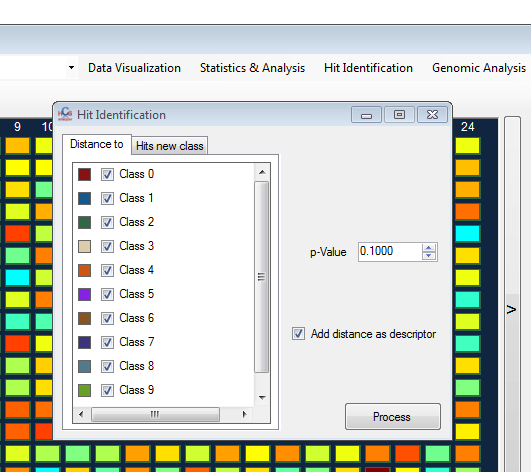 Data Visualization Statistics & Analysis Hit Identification Genomic Analysis
Hit Identification
9 10 24
Distance to Hits new class
Class 0
Class 1
Class 2
Class 3
Class 4
Class 5
Class 6
Class 7
Class 8
Class 9
p-Value 0.1000
Add distance as descriptor
Process
>